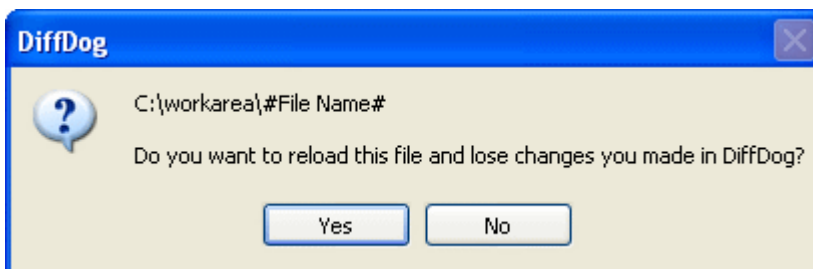 DiffDog
C:\workarea\#File Name#
Do you want to reload this file and lose changes you made in DiffDog?
Yes No